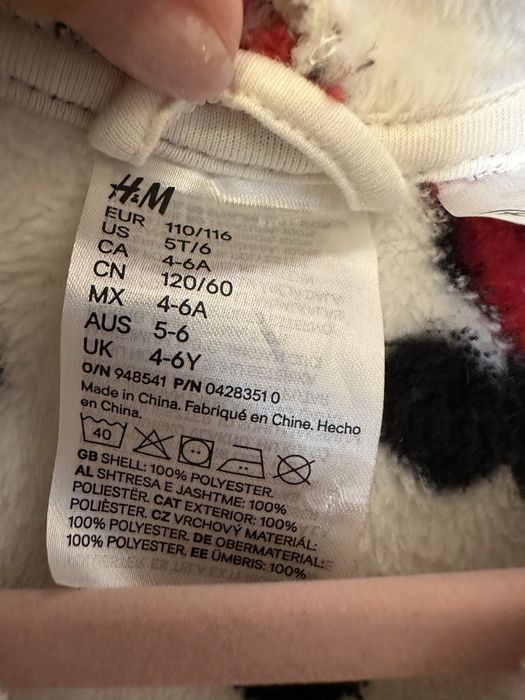 H&M
EUR 110/116
US 5T/6
CA 4-6A
CN 120/60
MX 4-6A
AUS 5-6
UK 4-6Y
O/N 948541 P/N 0428351 0
Made in China. Fabriqué en Chine. Hecho
en China.
40
GB SHELL: 100% POLYESTER.
AL SHTRESA E JASHTME: 100%
POLIESTËR. CAT EXTERIOR: 100%
POLIÈSTER. CZ VRCHOVÝ MATERIÁL:
100% POLYESTER. DE OBERMATERIAL:
100% POLYESTER. EE ÜMBRIS: 100%